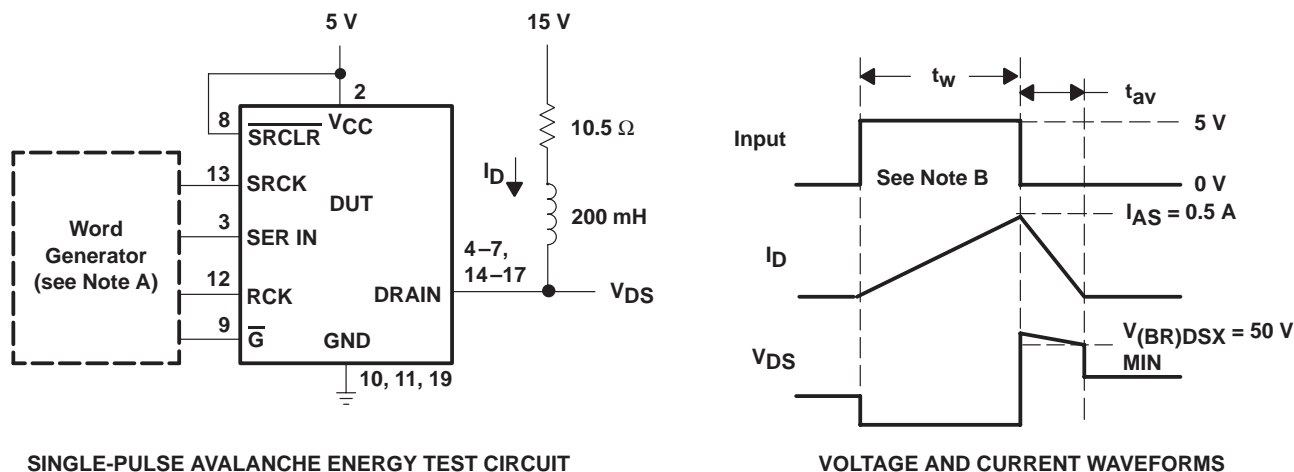 5 V
15 V
2
8
VCC
SRCLR
10.5 Ω
13
SRCK
ID
DUT
200 mH
Word
Generator
(see Note A)
3
SER IN
4–7,
14–17
12
RCK
DRAIN
VDS
9
G
GND
10, 11, 19
SINGLE-PULSE AVALANCHE ENERGY TEST CIRCUIT
tw
tav
Input
5 V
See Note B
0 V
IAS = 0.5 A
ID
V(BR)DSX = 50 V
MIN
VDS
VOLTAGE AND CURRENT WAVEFORMS